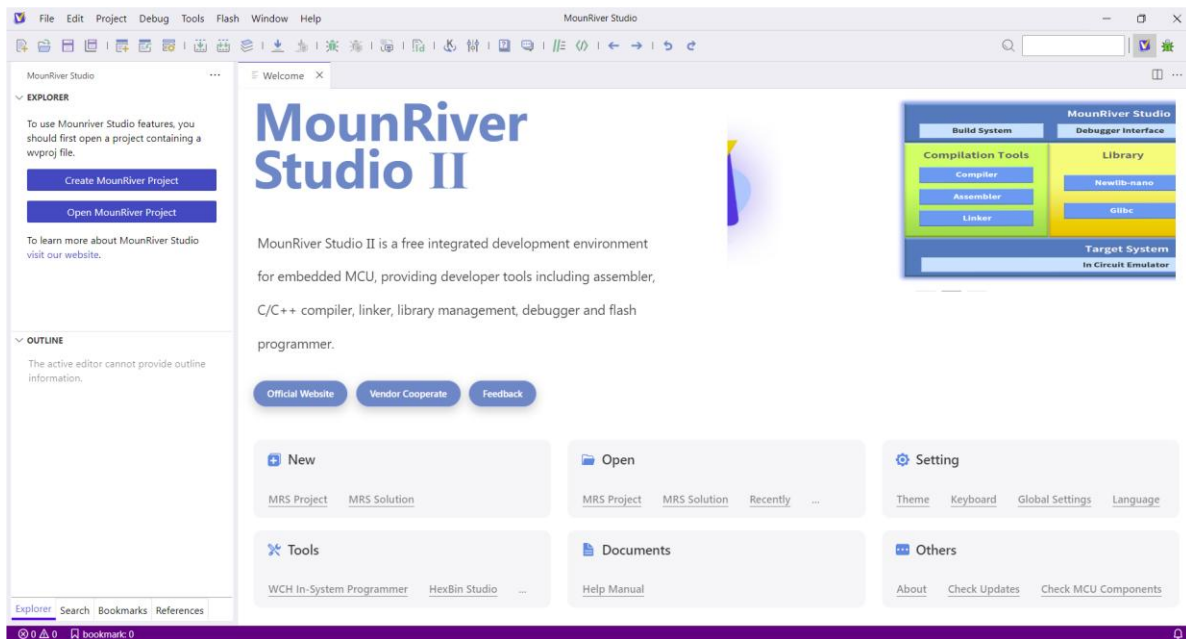 File Edit Project Debug Tools Flash Window Help
MounRiver Studio
MounRiver Studio
Welcome
EXPLORER
To use Mounriver Studio features, you
should first open a project containing a
wvproj file.
Create MounRiver Project
Open MounRiver Project
To learn more about MounRiver Studio
visit our website.
OUTLINE
The active editor cannot provide outline
information.
Explorer Search Bookmarks References
MounRiver
Studio II
MounRiver Studio II is a free integrated development environment
for embedded MCU, providing developer tools including assembler,
C/C++ compiler, linker, library management, debugger and flash
programmer.
Official Website Vendor Cooperate Feedback
MounRiver Studio
Build System Debugger Interface
Compilation Tools Library
Compiler
Newlib-nano
Assembler
Glibc
Linker
Target System
In Circuit Emulator
New
MRS Project MRS Solution
Open
MRS Project MRS Solution Recently ...
Setting
Theme Keyboard Global Settings Language
Tools
WCH In-System Programmer HexBin Studio ...
Documents
Help Manual
Others
About Check Updates Check MCU Components
0 0 bookmark: 0